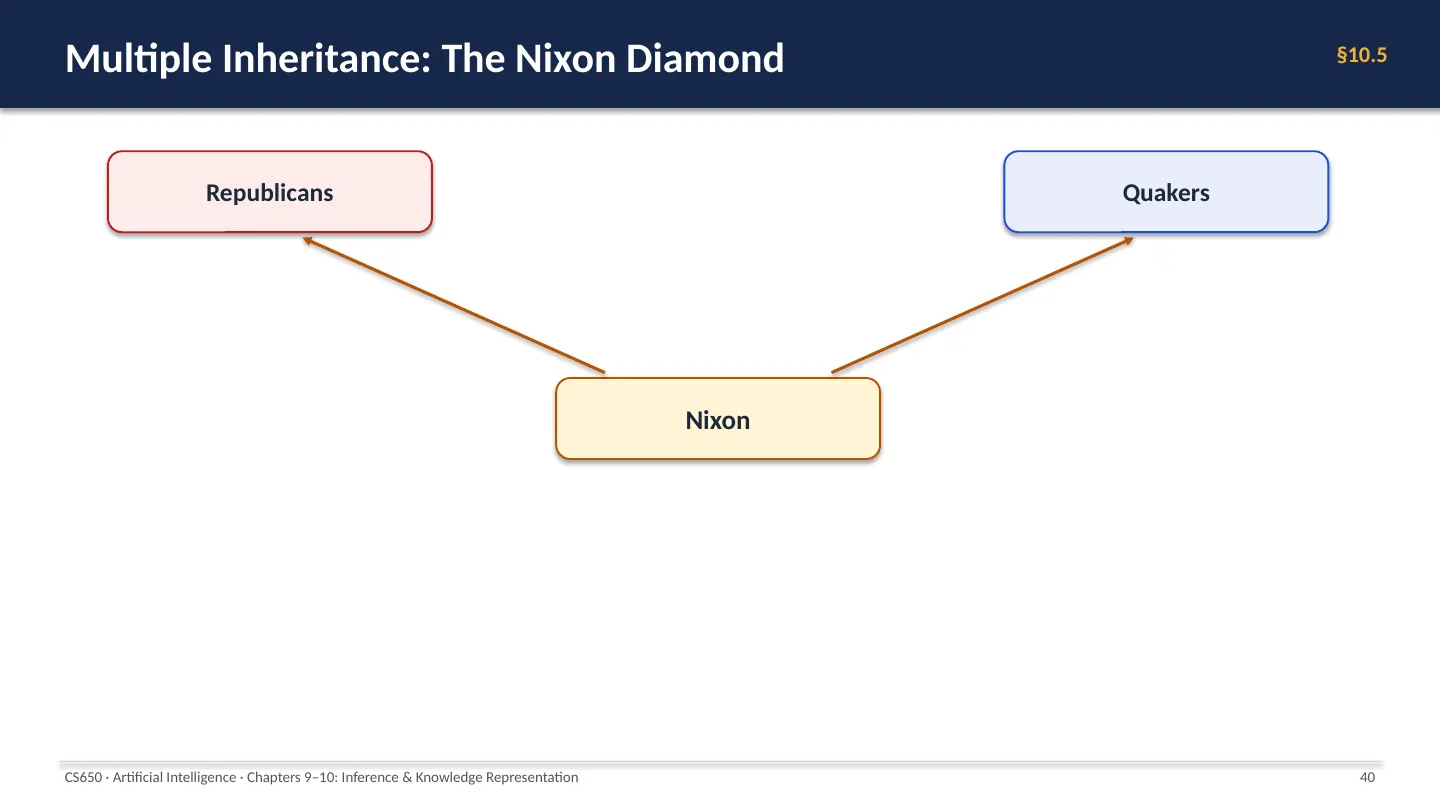 Multiple Inheritance: The Nixon Diamond
§10.5
Republicans
Quakers
Nixon
CS650 · Artificial Intelligence · Chapters 9–10: Inference & Knowledge Representation
40